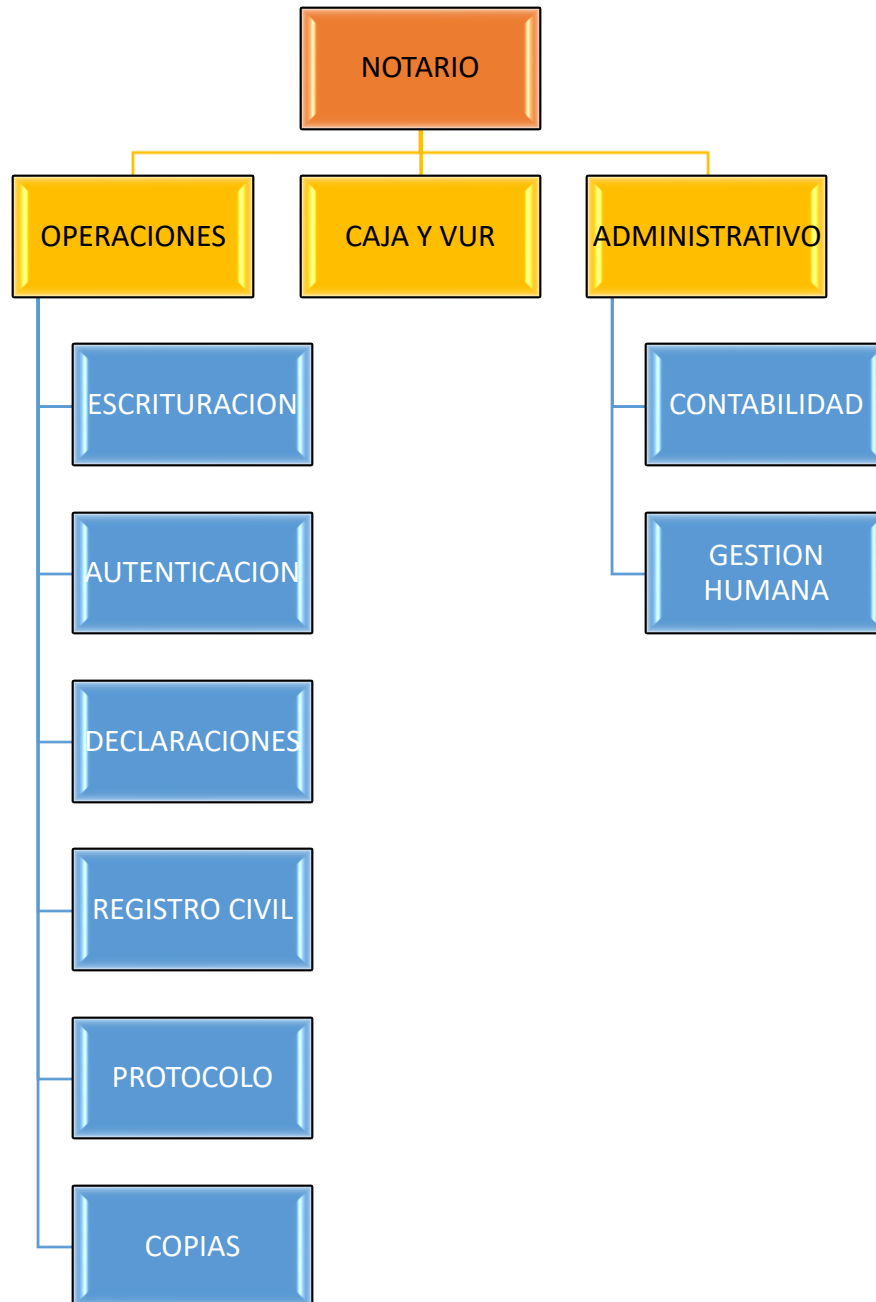 NOTARIO
OPERACIONES
CAJA Y VUR
ADMINISTRATIVO
ESCRITURACION
AUTENTICACION
DECLARACIONES
REGISTRO CIVIL
PROTOCOLO
COPIAS
CONTABILIDAD
GESTION
HUMANA